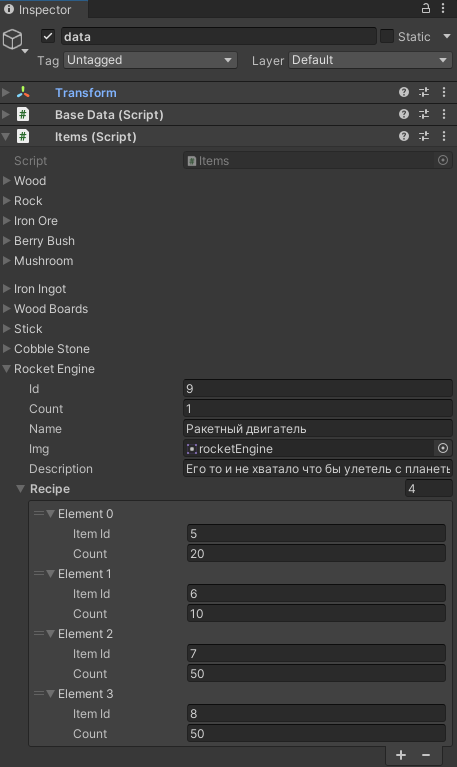 Inspector
data Static
Tag Untagged Layer Default
Transform
# Base Data (Script)
# Items (Script)
Script # Items
Wood
Rock
Iron Ore
Berry Bush
Mushroom
Iron Ingot
Wood Boards
Stick
Cobble Stone
Rocket Engine
Id 9
Count 1
Name Ракетный двигатель
Img rocketEngine
Description Его то и не хватало что бы улетель с планеты
Recipe 4
Element 0
Item Id 5
Count 20
Element 1
Item Id 6
Count 10
Element 2
Item Id 7
Count 50
Element 3
Item Id 8
Count 50
+ −